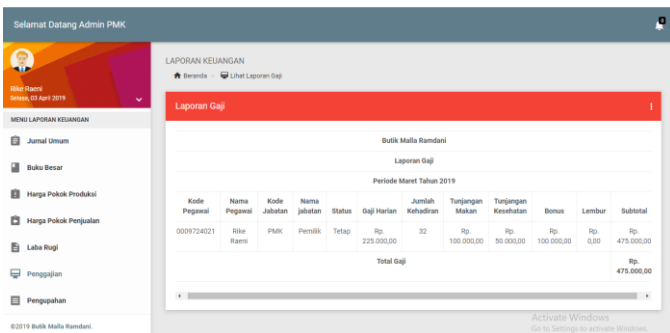 Selamat Datang Admin PMK
0
Rike Raeni
Selasa, 03 April 2019
MENU LAPORAN KEUANGAN
Jurnal Umum
Buku Besar
Harga Pokok Produksi
Harga Pokok Penjualan
Laba Rugi
Penggajian
Pengupahan
©2019 Butik Malla Ramdani.
LAPORAN KEUANGAN
Beranda > Lihat Laporan Gaji
Laporan Gaji
Butik Malla Ramdani
Laporan Gaji
Periode Maret Tahun 2019
Kode Nama Kode Nama Jumlah Tunjangan Tunjangan
Pegawai Pegawai Jabatan jabatan Status Gaji Harian Kehadiran Makan Kesehatan Bonus Lembur Subtotal
0009724021 Rike PMK Pemilik Tetap Rp. 32 Rp. Rp. Rp. Rp. Rp.
Raeni 225.000,00 100.000,00 50.000,00 100.000,00 0,00 475.000,00
Total Gaji Rp.
475.000,00
Activate Windows
Go to Settings to activate Windows.